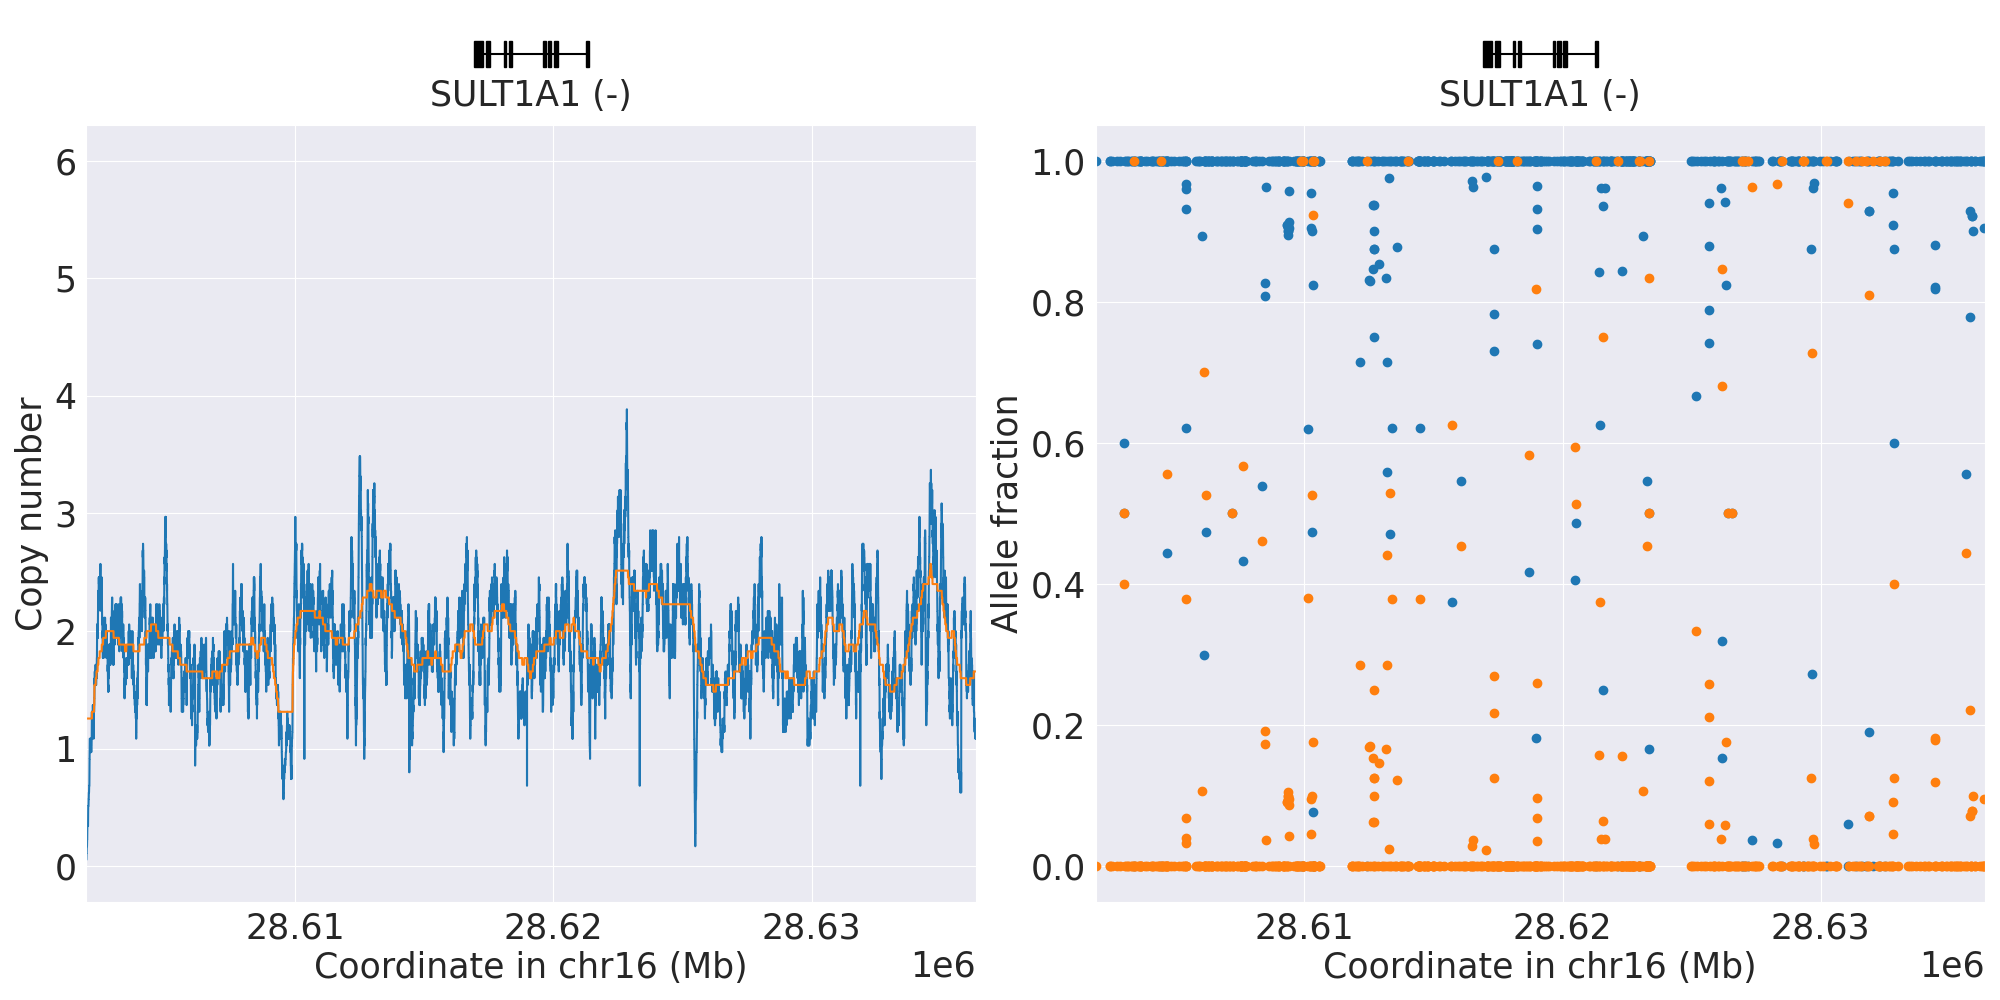 SULT1A1 (-)
6
5
4
3
2
1
0
Copy number
28.61
28.62
28.63
Coordinate in chr16 (Mb)
1e6
SULT1A1 (-)
1.0
0.8
0.6
0.4
0.2
0.0
Allele fraction
28.61
28.62
28.63
Coordinate in chr16 (Mb)
1e6